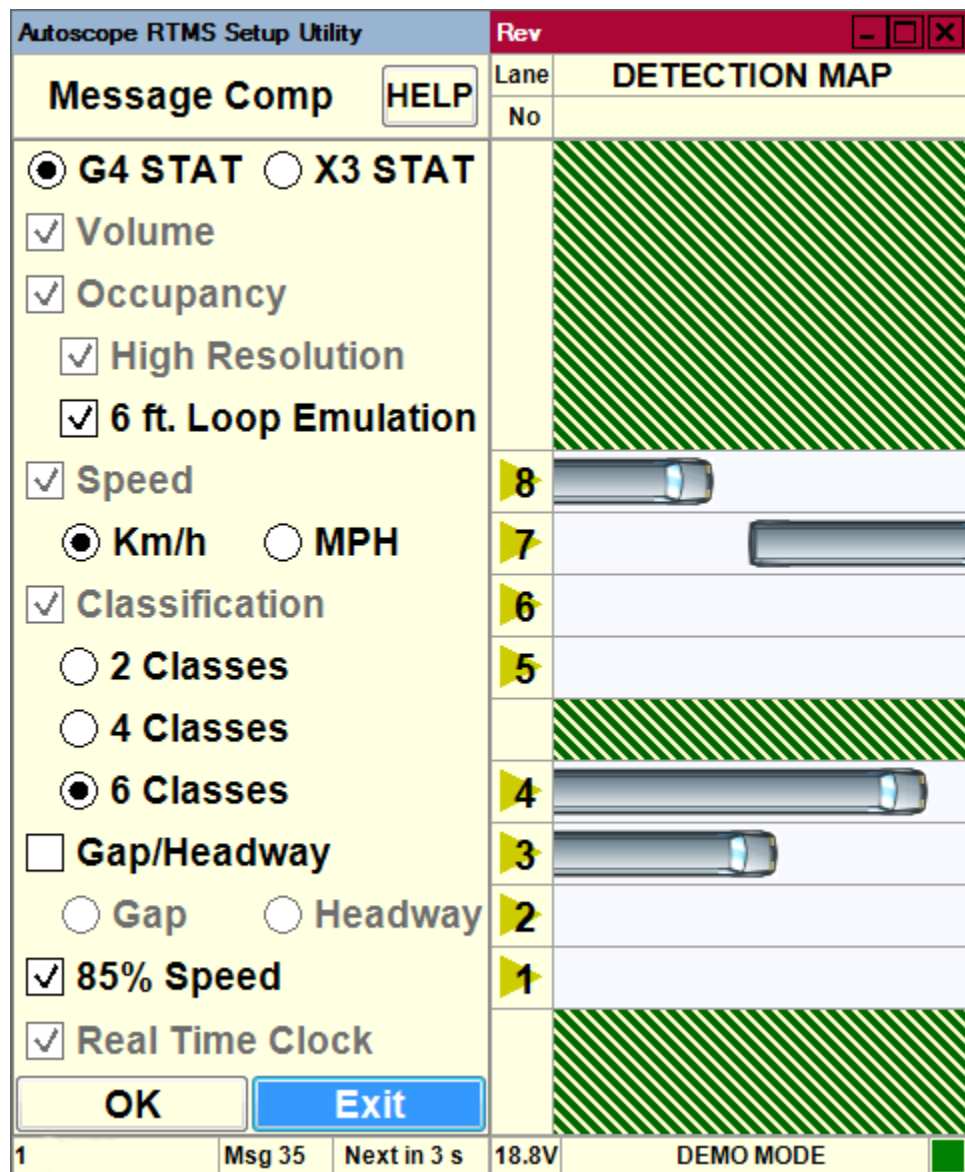 Autoscope RTMS Setup Utility
Rev
Message Comp
HELP
Lane
No
DETECTION MAP
G4 STAT
X3 STAT
Volume
Occupancy
High Resolution
6 ft. Loop Emulation
Speed
Km/h
MPH
Classification
2 Classes
4 Classes
6 Classes
Gap/Headway
Gap
Headway
85% Speed
Real Time Clock
OK
Exit
8
7
6
5
4
3
2
1
1
Msg 35
Next in 3 s
18.8V
DEMO MODE